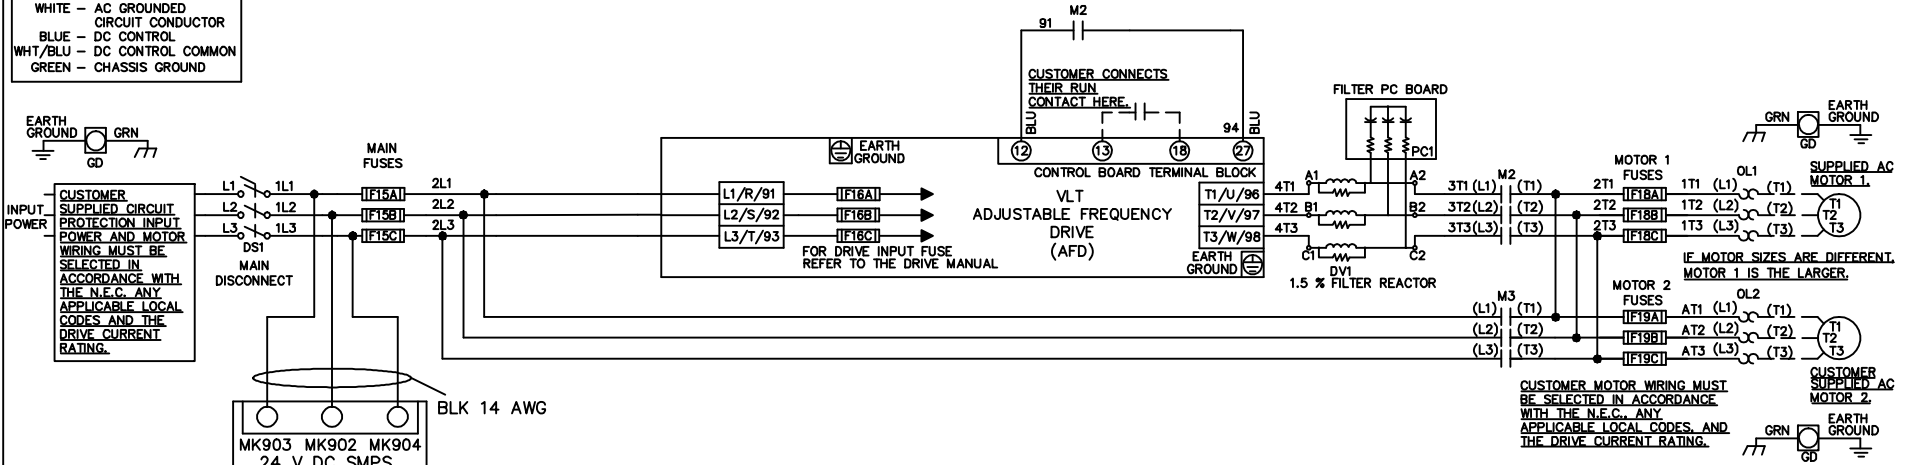 WHITE – AC GROUNDED
CIRCUIT CONDUCTOR
BLUE – DC CONTROL
WHT/BLU – DC CONTROL COMMON
GREEN – CHASSIS GROUND
EARTH
GROUND
GRN
GD
INPUT
POWER
CUSTOMER
SUPPLIED CIRCUIT
PROTECTION INPUT
POWER AND MOTOR
WIRING MUST BE
SELECTED IN
ACCORDANCE WITH
THE N.E.C. ANY
APPLICABLE LOCAL
CODES AND THE
DRIVE CURRENT
RATING.
L1
L2
L3
DS1
MAIN
DISCONNECT
1L1
1L2
1L3
MAIN
FUSES
F15A
F15B
F15C
2L1
2L2
2L3
BLK 14 AWG
MK903 MK902 MK904
24 V DC SMPS
91
M2
CUSTOMER CONNECTS
THEIR RUN
CONTACT HERE.
BLU
94
BLU
12
13
18
27
CONTROL BOARD TERMINAL BLOCK
EARTH
GROUND
L1/R/91
L2/S/92
L3/T/93
F16A
F16B
F16C
FOR DRIVE INPUT FUSE
REFER TO THE DRIVE MANUAL
VLT
ADJUSTABLE FREQUENCY
DRIVE
(AFD)
T1/U/96
T2/V/97
T3/W/98
EARTH
GROUND
4T1
4T2
4T3
FILTER PC BOARD
PC1
A1
A2
B1
B2
C1
C2
DV1
1.5 % FILTER REACTOR
M2
3T1 (L1) (T1)
3T2(L2) (T2)
3T3(L3) (T3)
M3
(L1) (T1)
(L2) (T2)
(L3) (T3)
2T1
2T2
2T3
MOTOR 1
FUSES
F18A
F18B
F18C
1T1 (L1)
1T2 (L2)
1T3 (L3)
OL1
(T1)
(T2)
(T3)
T1
T2
T3
GRN
GD
EARTH
GROUND
SUPPLIED AC
MOTOR 1.
IF MOTOR SIZES ARE DIFFERENT,
MOTOR 1 IS THE LARGER.
MOTOR 2
FUSES
F19A
F19B
F19C
AT1 (L1)
AT2 (L2)
AT3 (L3)
OL2
(T1)
(T2)
(T3)
T1
T2
T3
CUSTOMER
SUPPLIED AC
MOTOR 2.
CUSTOMER MOTOR WIRING MUST
BE SELECTED IN ACCORDANCE
WITH THE N.E.C., ANY
APPLICABLE LOCAL CODES, AND
THE DRIVE CURRENT RATING.
GRN
GD
EARTH
GROUND